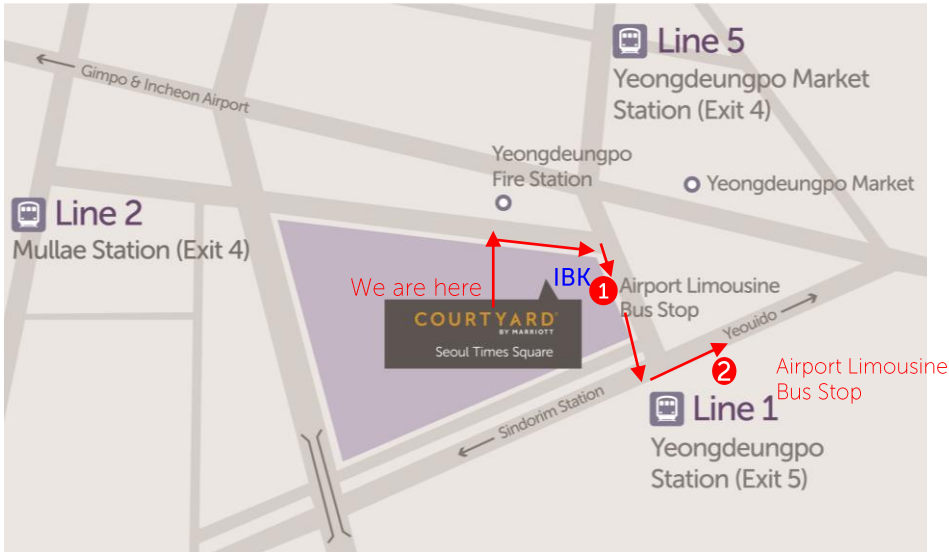 Line 5
Yeongdeungpo Market
Station (Exit 4)
Gimpo & Incheon Airport
Yeongdeungpo
Fire Station
Yeongdeungpo Market
Line 2
Mullae Station (Exit 4)
We are here
IBK
1
Airport Limousine
Bus Stop
COURTYARD®
BY MARRIOTT
Seoul Times Square
Yeouido
2
Airport Limousine
Bus Stop
Sindorim Station
Line 1
Yeongdeungpo
Station (Exit 5)